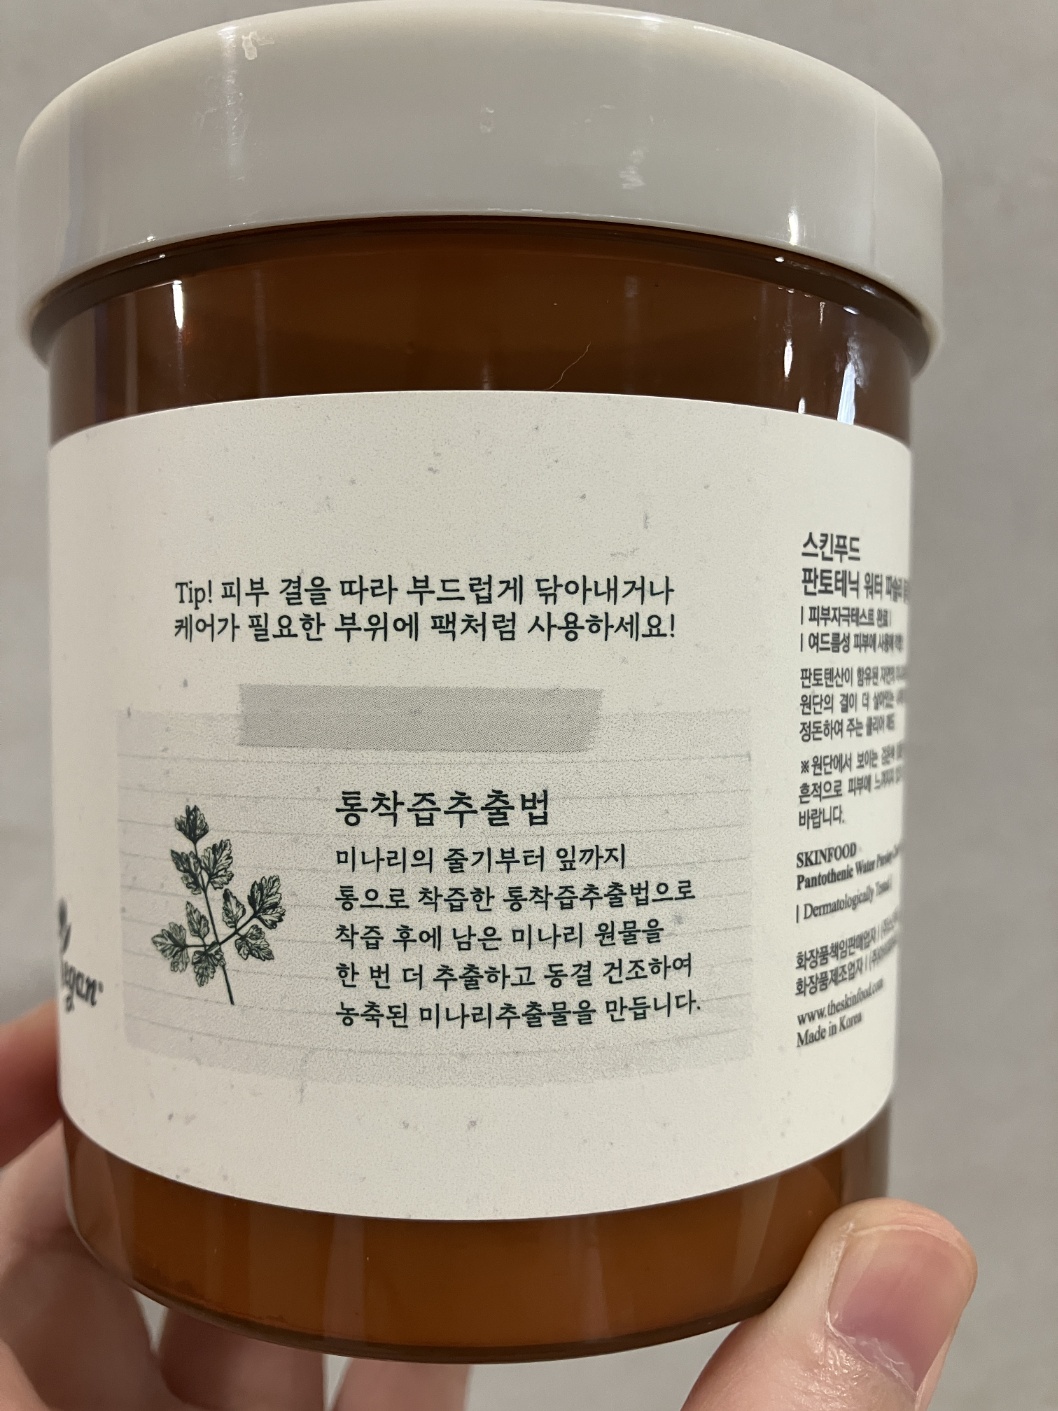 Tip! 피부 결을 따라 부드럽게 닦아내거나
케어가 필요한 부위에 팩처럼 사용하세요!
통착즙추출법
미나리의 줄기부터 잎까지
통으로 착즙한 통착즙추출법으로
착즙 후에 남은 미나리 원물을
한 번 더 추출하고 동결 건조하여
농축된 미나리추출물을 만듭니다.
스킨푸드
판토테닉 워터 파슬리
| 피부자극테스트 완료 |
| 여드름성 피부에
판토텐산이 함유된
원단의 결이 더
정돈하여 주는 클리어 패드
※ 원단에서 보이는
흔적으로 피부에
바랍니다.
SKINFOOD
Pantothenic Water
| Dermatologically Tested |
화장품책임판매업자 |
화장품제조업자 |
www.theskinfood.com
Made in Korea